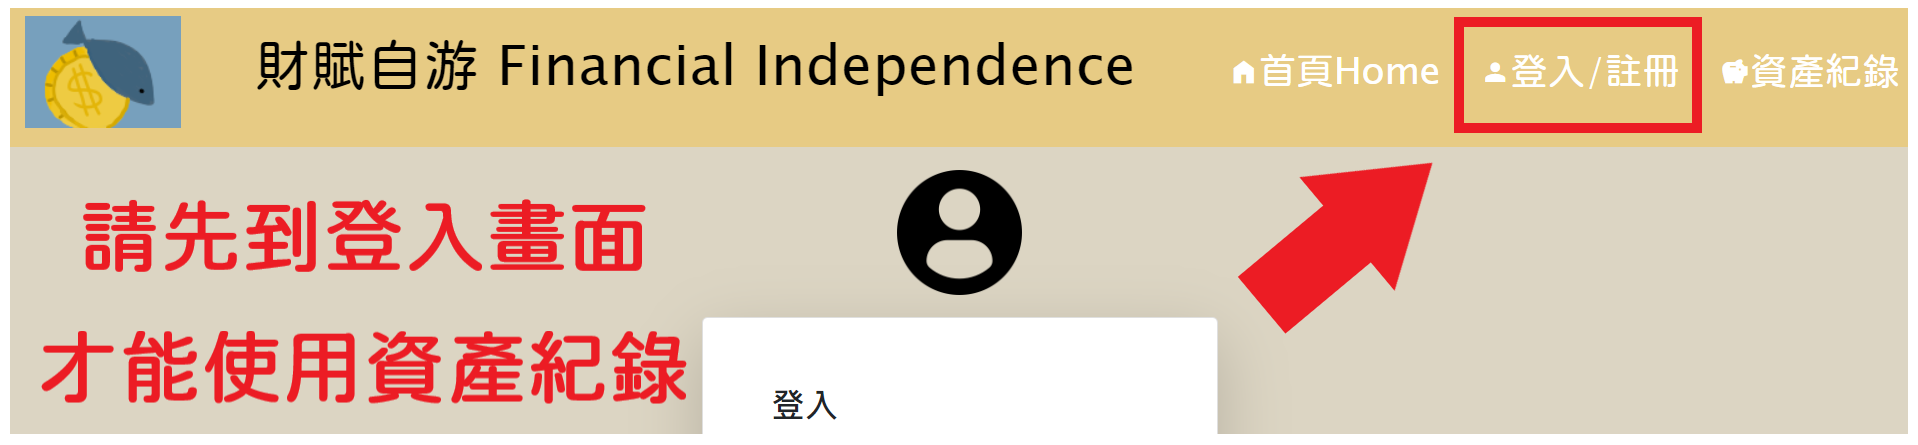 財賦自游 Financial Independence
首頁Home
登入/註冊
資產紀錄
請先到登入畫面
才能使用資產紀錄
登入